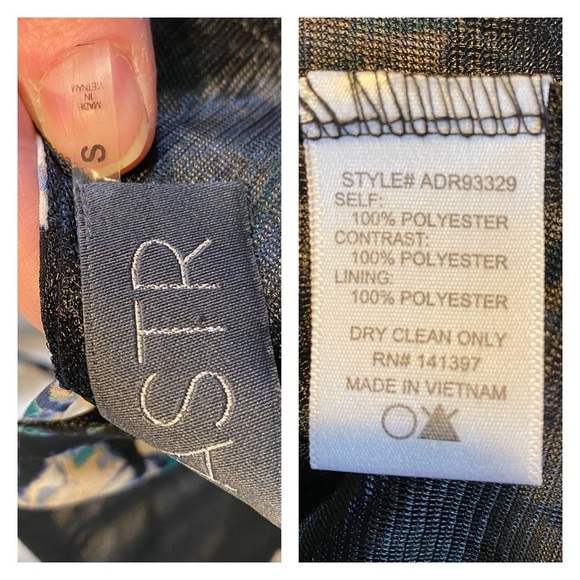 MADE
IN
VIETNAM
S
ASTR
STYLE# ADR93329
SELF:
100% POLYESTER
CONTRAST:
100% POLYESTER
LINING:
100% POLYESTER
DRY CLEAN ONLY
RN# 141397
MADE IN VIETNAM